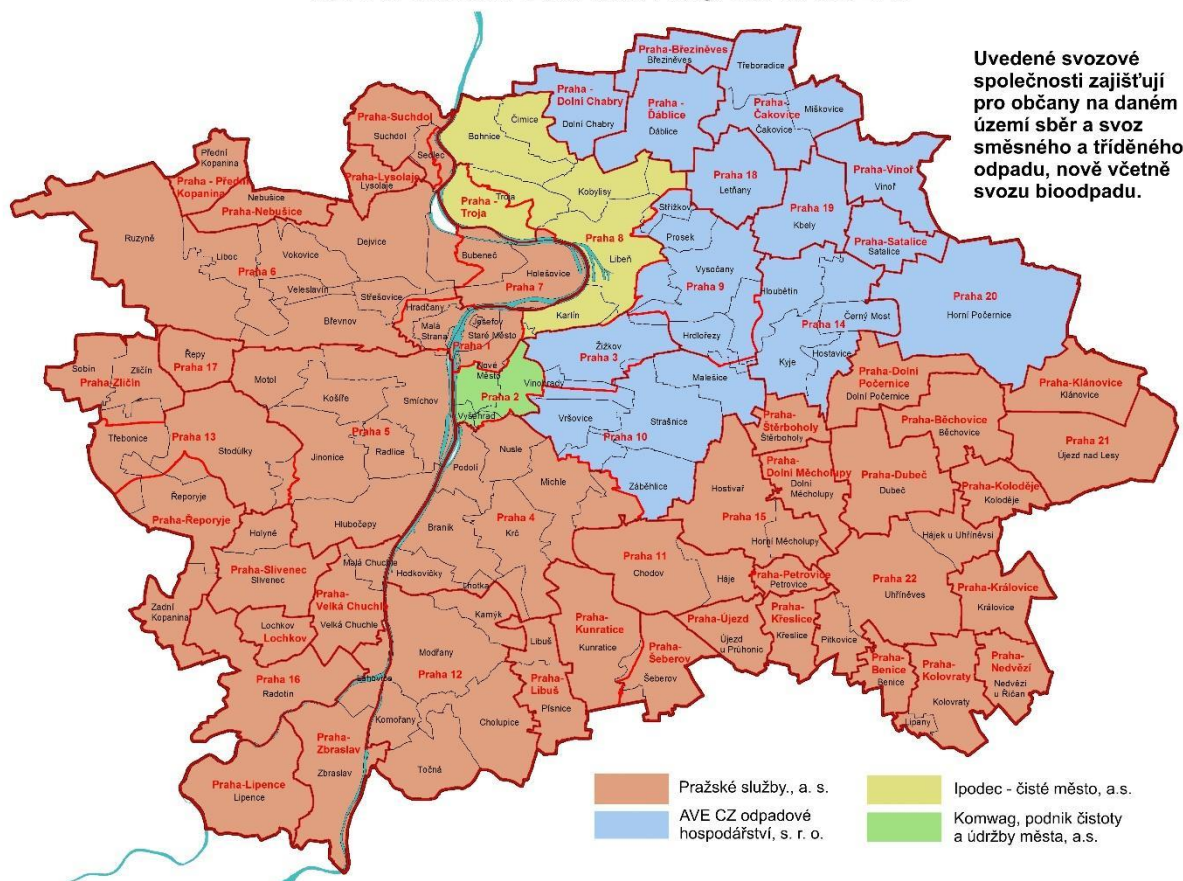 Uvedené svozové
společnosti zajišťují
pro občany na daném
území sběr a svoz
směsného a tříděného
odpadu, nově včetně
svozu bioodpadu.
Praha-Březiněves
Březiněves
Třeboradice
Praha -
Dolní Chabry
Dolní Chabry
Praha -
Ďáblice
Ďáblice
Praha-
Čakovice
Čakovice
Miškovice
Praha-Suchdol
Suchdol
Sedlec
Čimice
Bohnice
Přední
Kopanina
Praha - Přední
Kopanina
Nebušice
Praha-Nebušice
Praha-Lysolaje
Lysolaje
Kobylisy
Praha 18
Letňany
Praha-Vinoř
Vinoř
Troja
Praha -
Troja
Střížkov
Praha 19
Kbely
Praha-Satalice
Satalice
Ruzyně
Liboc
Vokovice
Dejvice
Praha 6
Veleslavín
Střešovice
Břevnov
Bubeneč
Holešovice
Praha 7
Praha 8
Libeň
Prosek
Vysočany
Praha 9
Hloubětín
Praha 20
Horní Počernice
Hradčany
Malá
Strana
Josefov
Staré Město
Praha 1
Karlín
Hrdlořezy
Praha 14
Černý Most
Hostavice
Kyje
Sobín
Zličín
Praha-Zličín
Řepy
Praha 17
Motol
Košíře
Smíchov
Nové
Město
Vinohrady
Praha 2
Vyšehrad
Žižkov
Praha 3
Malešice
Praha-Dolní
Počernice
Dolní Počernice
Praha-Klánovice
Klánovice
Třebonice
Praha 13
Stodůlky
Jinonice
Praha 5
Radlice
Vršovice
Strašnice
Praha 10
Praha-
Štěrboholy
Štěrboholy
Praha-Běchovice
Běchovice
Praha 21
Újezd nad Lesy
Řeporyje
Praha-Řeporyje
Podolí
Nusle
Michle
Záběhlice
Hostivař
Praha-
Dolní Měcholupy
Dolní
Měcholupy
Praha-Dubeč
Dubeč
Praha-Koloděje
Koloděje
Hlubočepy
Holyně
Braník
Praha 4
Krč
Praha 15
Horní Měcholupy
Hájek u Uhříněvsi
Praha-Slivenec
Slivenec
Malá Chuchle
Hodkovičky
Lhotka
Praha 11
Chodov
Háje
Praha-Petrovice
Petrovice
Praha 22
Uhříněves
Praha-Královice
Královice
Zadní
Kopanina
Lochkov
Lochkov
Praha-
Velká Chuchle
Velká Chuchle
Kamýk
Libuš
Praha-
Kunratice
Kunratice
Praha-Újezd
Újezd
u Průhonic
Praha-
Křeslice
Křeslice
Pitkovice
Modřany
Praha 12
Praha-
Libuš
Písnice
Praha-
Šeberov
Šeberov
Praha-
Benice
Benice
Praha-
Kolovraty
Kolovraty
Lipany
Praha-
Nedvězí
Nedvězí
u Říčan
Praha 16
Radotín
Lahovice
Komořany
Cholupice
Točná
Praha-
Zbraslav
Zbraslav
Praha-Lipence
Lipence
Pražské služby., a. s.
AVE CZ odpadové
hospodářství, s. r. o.
Ipodec - čisté město, a.s.
Komwag, podnik čistoty
a údržby města, a.s.